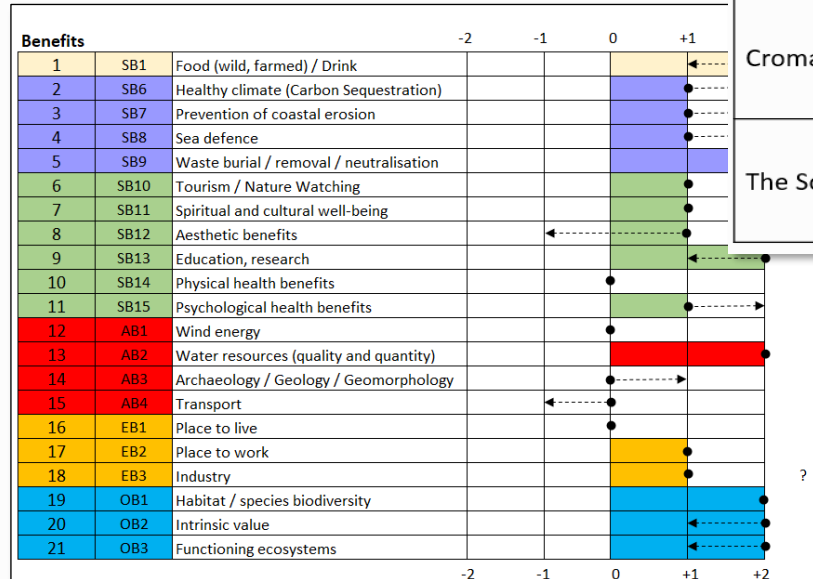 Benefits -2 -1 0 +1
1 SB1 Food (wild, farmed) / Drink
2 SB6 Healthy climate (Carbon Sequestration)
3 SB7 Prevention of coastal erosion
4 SB8 Sea defence
5 SB9 Waste burial / removal / neutralisation
6 SB10 Tourism / Nature Watching
7 SB11 Spiritual and cultural well-being
8 SB12 Aesthetic benefits
9 SB13 Education, research
10 SB14 Physical health benefits
11 SB15 Psychological health benefits
12 AB1 Wind energy
13 AB2 Water resources (quality and quantity)
14 AB3 Archaeology / Geology / Geomorphology
15 AB4 Transport
16 EB1 Place to live
17 EB2 Place to work
18 EB3 Industry ?
19 OB1 Habitat / species biodiversity
20 OB2 Intrinsic value
21 OB3 Functioning ecosystems
-2 -1 0 +1 +2
Croma
The S